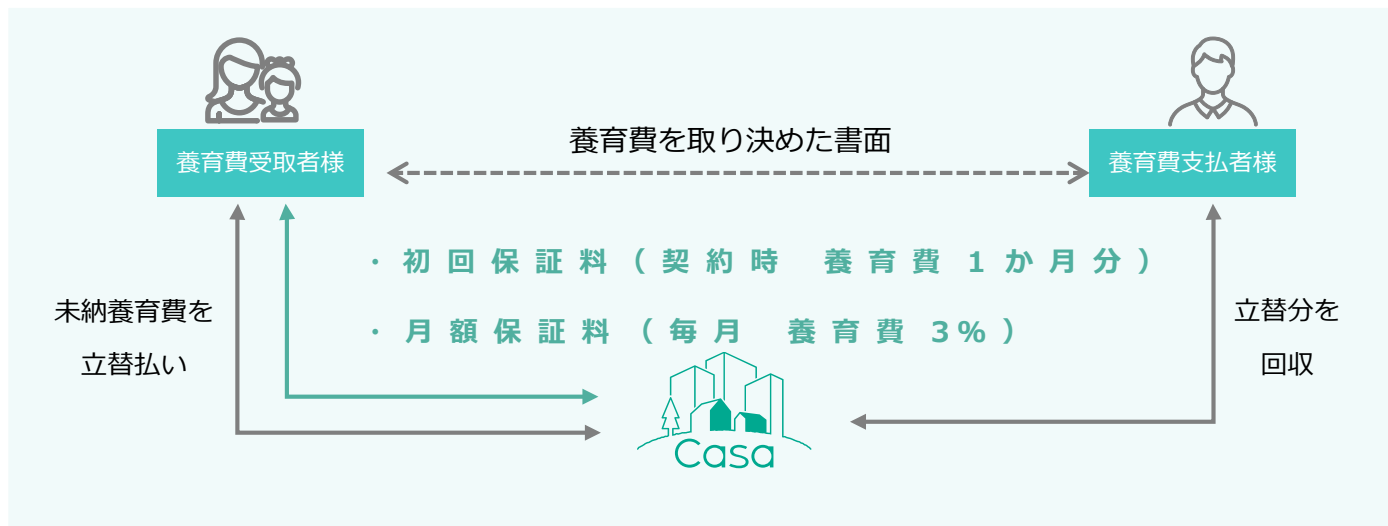 養育費を取り決めた書面
養育費受取者様
養育費支払者様
・初回保証料（契約時　養育費1か月分）
・月額保証料（毎月　養育費3%）
未納養育費を
立替払い
立替分を
回収
Casa